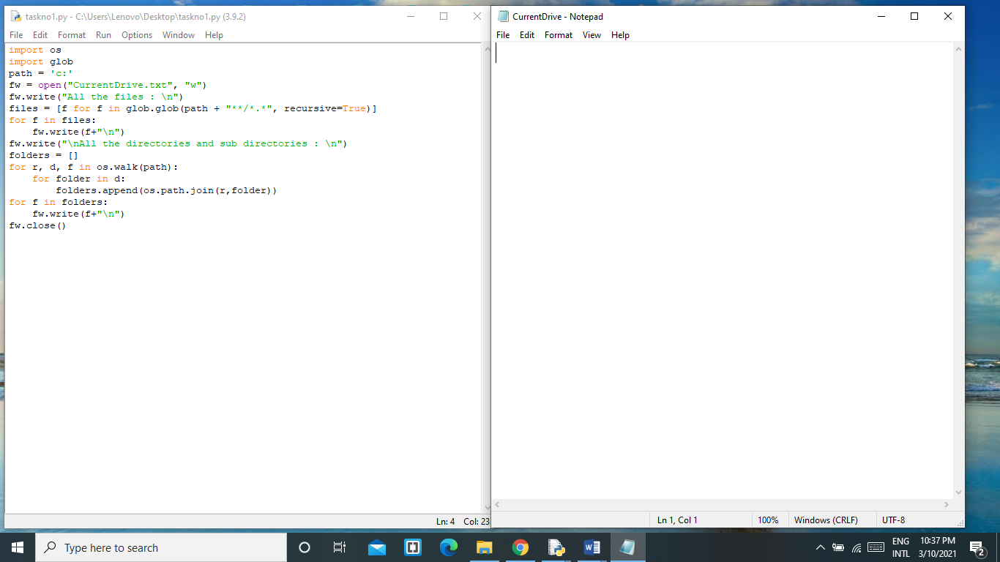 taskno1.py - C:\Users\Lenovo\Desktop\taskno1.py (3.9.2)
File Edit Format Run Options Window Help
import os
import glob
path = 'c:'
fw = open("CurrentDrive.txt", "w")
fw.write("All the files : \n")
files = [f for f in glob.glob(path + "**/*.*", recursive=True)]
for f in files:
    fw.write(f+"\n")
fw.write("\nAll the directories and sub directories : \n")
folders = []
for r, d, f in os.walk(path):
    for folder in d:
        folders.append(os.path.join(r,folder))
for f in folders:
    fw.write(f+"\n")
fw.close()
Ln: 4 Col: 23
CurrentDrive - Notepad
File Edit Format View Help
Ln 1, Col 1 100% Windows (CRLF) UTF-8
Type here to search
ENG
INTL
10:37 PM
3/10/2021
2